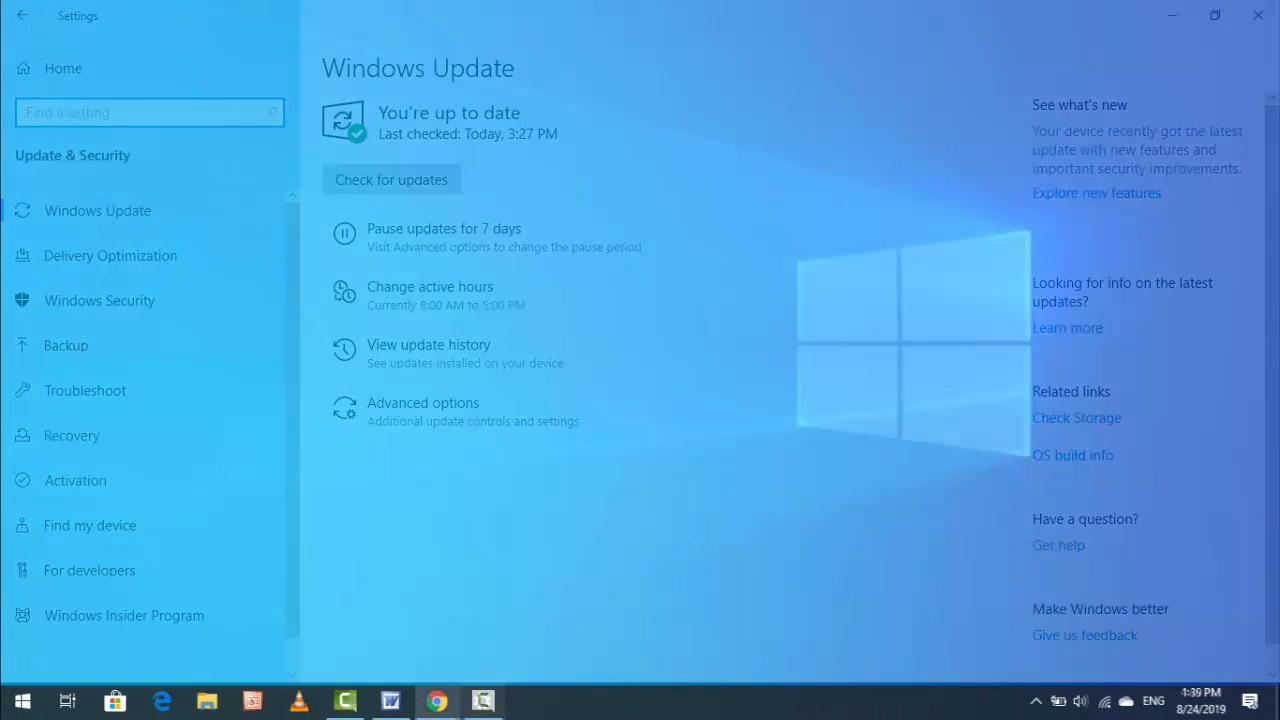 Settings
Home
Find a setting
Update & Security
Windows Update
Delivery Optimization
Windows Security
Backup
Troubleshoot
Recovery
Activation
Find my device
For developers
Windows Insider Program
Windows Update
You're up to date
Last checked: Today, 3:27 PM
Check for updates
Pause updates for 7 days
Visit Advanced options to change the pause period
Change active hours
Currently 8:00 AM to 5:00 PM
View update history
See updates installed on your device
Advanced options
Additional update controls and settings
See what's new
Your device recently got the latest
update with new features and
important security improvements.
Explore new features
Looking for info on the latest
updates?
Learn more
Related links
Check Storage
OS build info
Have a question?
Get help
Make Windows better
Give us feedback
ENG
1:39 PM
8/24/2019